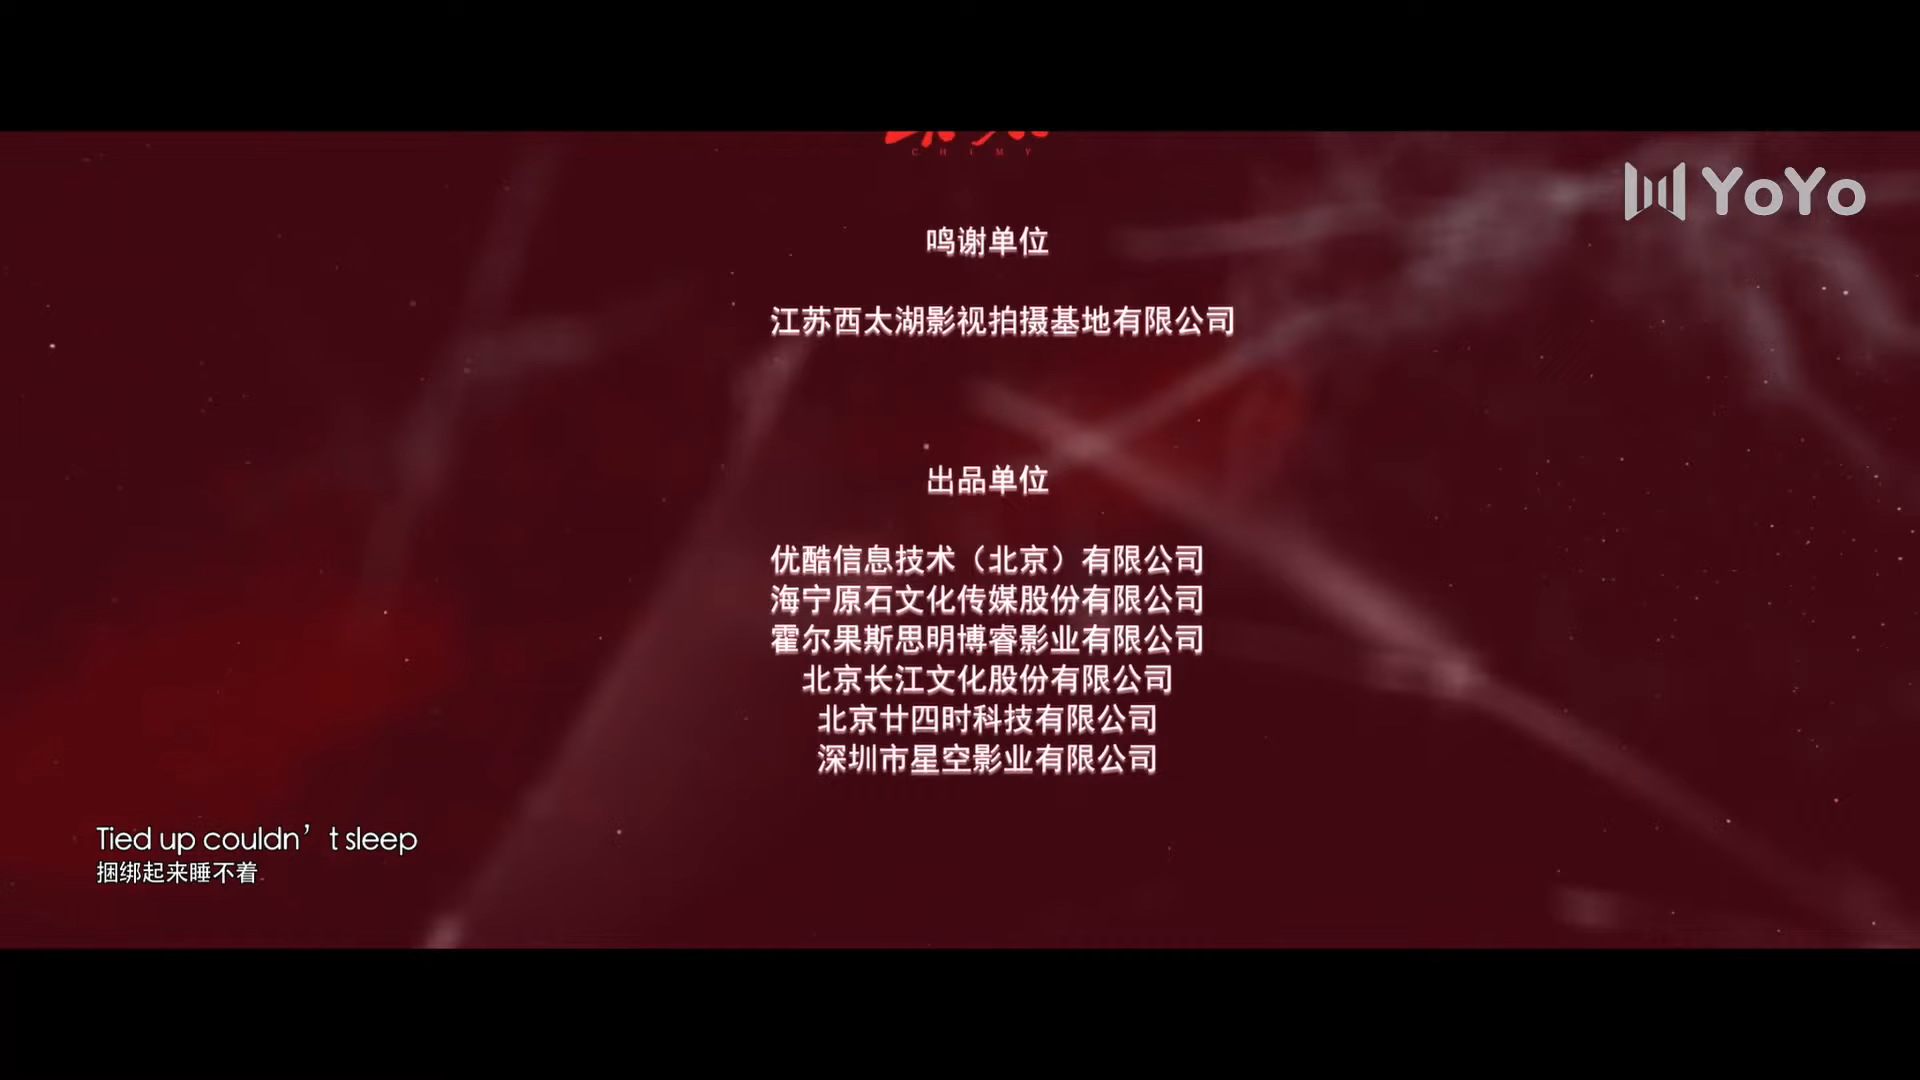 CHIMY
YoYo
鸣谢单位
江苏西太湖影视拍摄基地有限公司
出品单位
优酷信息技术（北京）有限公司
海宁原石文化传媒股份有限公司
霍尔果斯思明博睿影业有限公司
北京长江文化股份有限公司
北京廿四时科技有限公司
深圳市星空影业有限公司
Tied up couldn’t sleep
捆绑起来睡不着